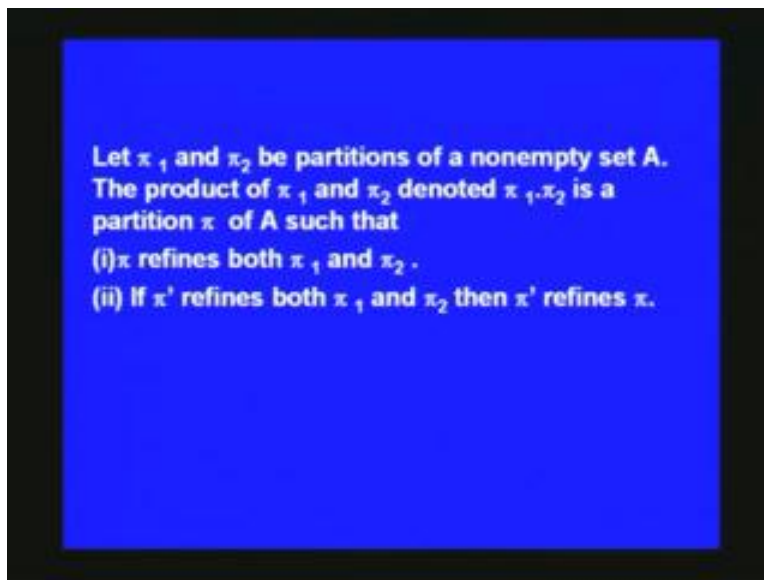 Let π ₁ and π₂ be partitions of a nonempty set A.
The product of π ₁ and π₂ denoted π ₁.π₂ is a
partition π of A such that
(i)π refines both π ₁ and π₂ .
(ii) If π' refines both π ₁ and π₂ then π' refines π.